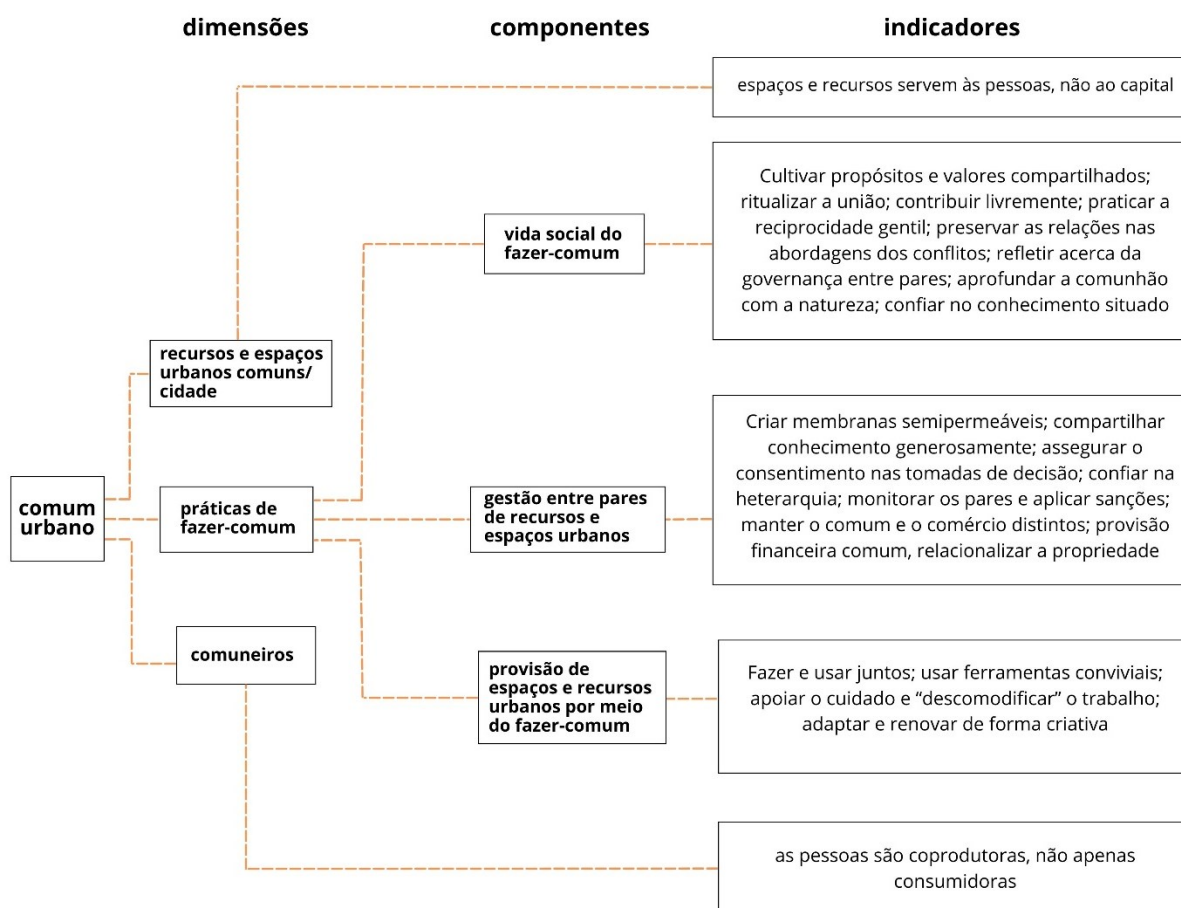 dimensões
componentes
indicadores
espaços e recursos servem às pessoas, não ao capital
Cultivar propósitos e valores compartilhados;
ritualizar a união; contribuir livremente; praticar a
reciprocidade gentil; preservar as relações nas
abordagens dos conflitos; refletir acerca da
governança entre pares; aprofundar a comunhão
com a natureza; confiar no conhecimento situado
vida social do
fazer-comum
recursos e espaços
urbanos comuns/
cidade
Criar membranas semipermeáveis; compartilhar
conhecimento generosamente; assegurar o
consentimento nas tomadas de decisão; confiar na
heterarquia; monitorar os pares e aplicar sanções;
manter o comum e o comércio distintos; provisão
financeira comum, relacionalizar a propriedade
comum
urbano
práticas de
fazer-comum
gestão entre pares
de recursos e
espaços urbanos
comuneiros
provisão de
espaços e recursos
urbanos por meio
do fazer-comum
Fazer e usar juntos; usar ferramentas conviviais;
apoiar o cuidado e “descomodificar” o trabalho;
adaptar e renovar de forma criativa
as pessoas são coprodutoras, não apenas
consumidoras